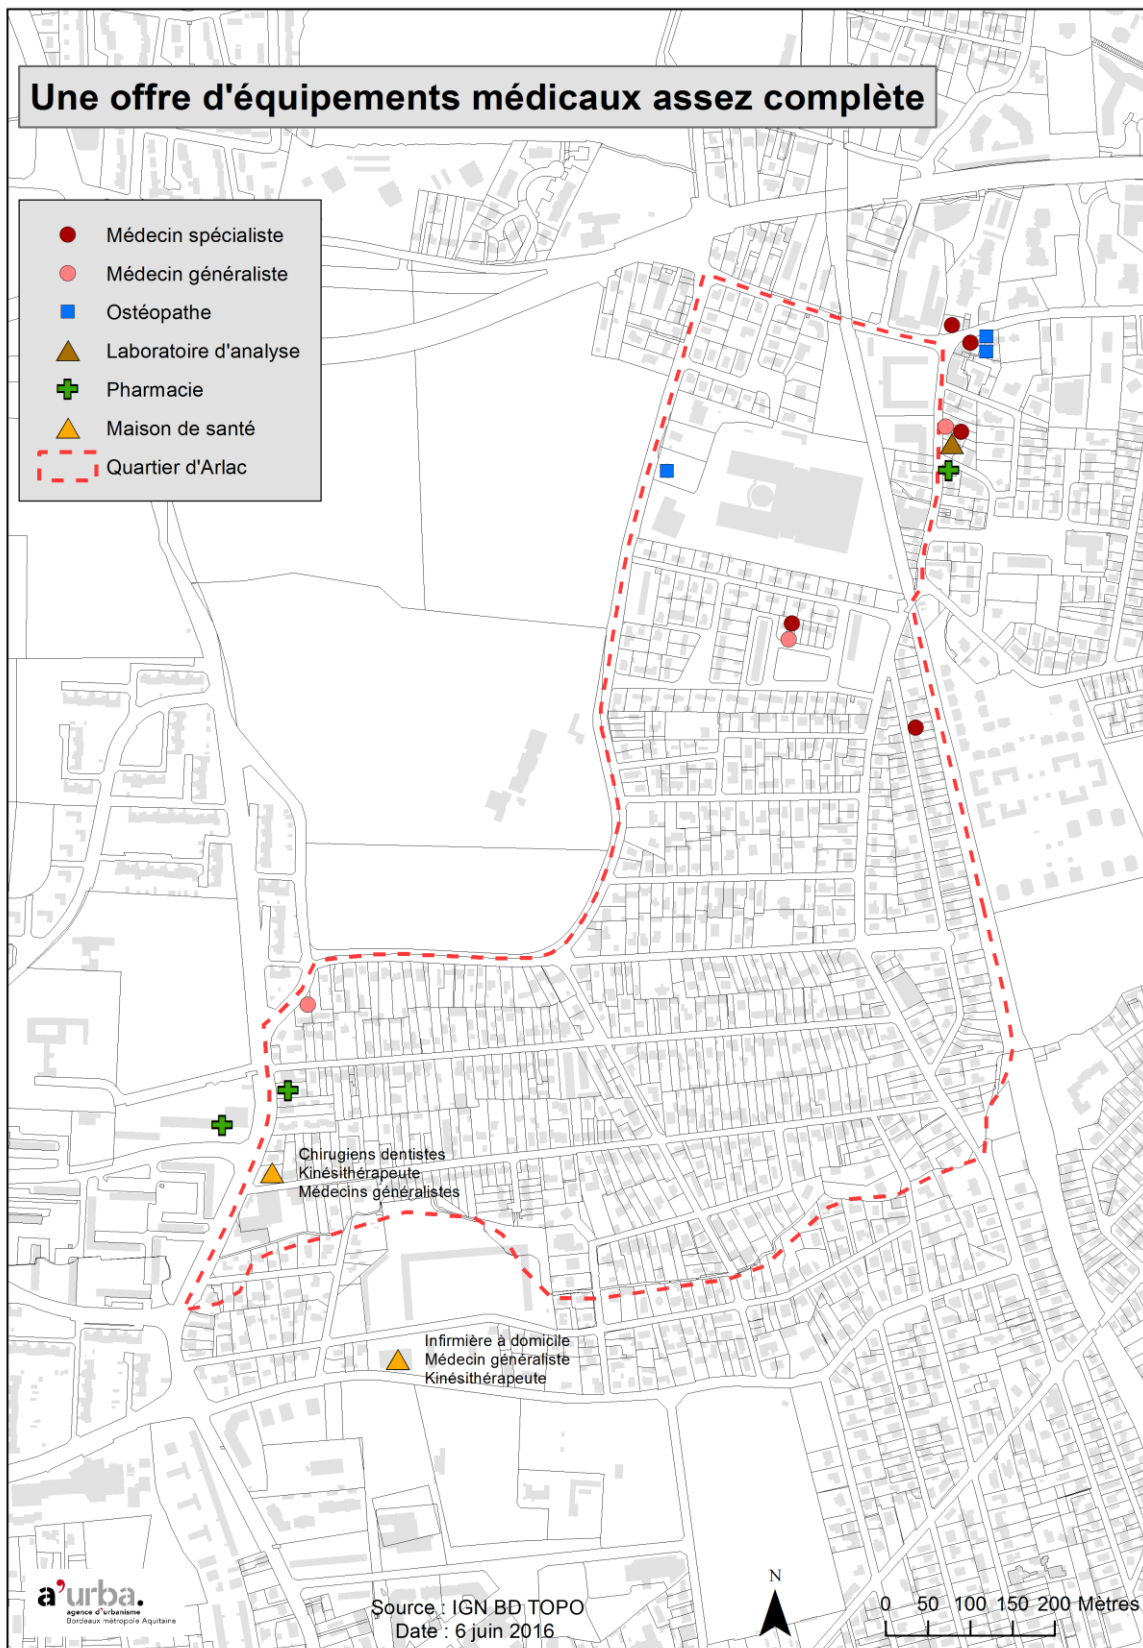 Une offre d'équipements médicaux assez complète
Médecin spécialiste
Médecin généraliste
Ostéopathe
Laboratoire d'analyse
Pharmacie
Maison de santé
Quartier d'Arlac
Chirugiens dentistes
Kinésithérapeute
Médecins généralistes
Infirmière à domicile
Médecin généraliste
Kinésithérapeute
a'urba.
agence d'urbanisme
Bordeaux métropole Aquitaine
Source : IGN BD TOPO
Date : 6 juin 2016
N
0 50 100 150 200 Mètres